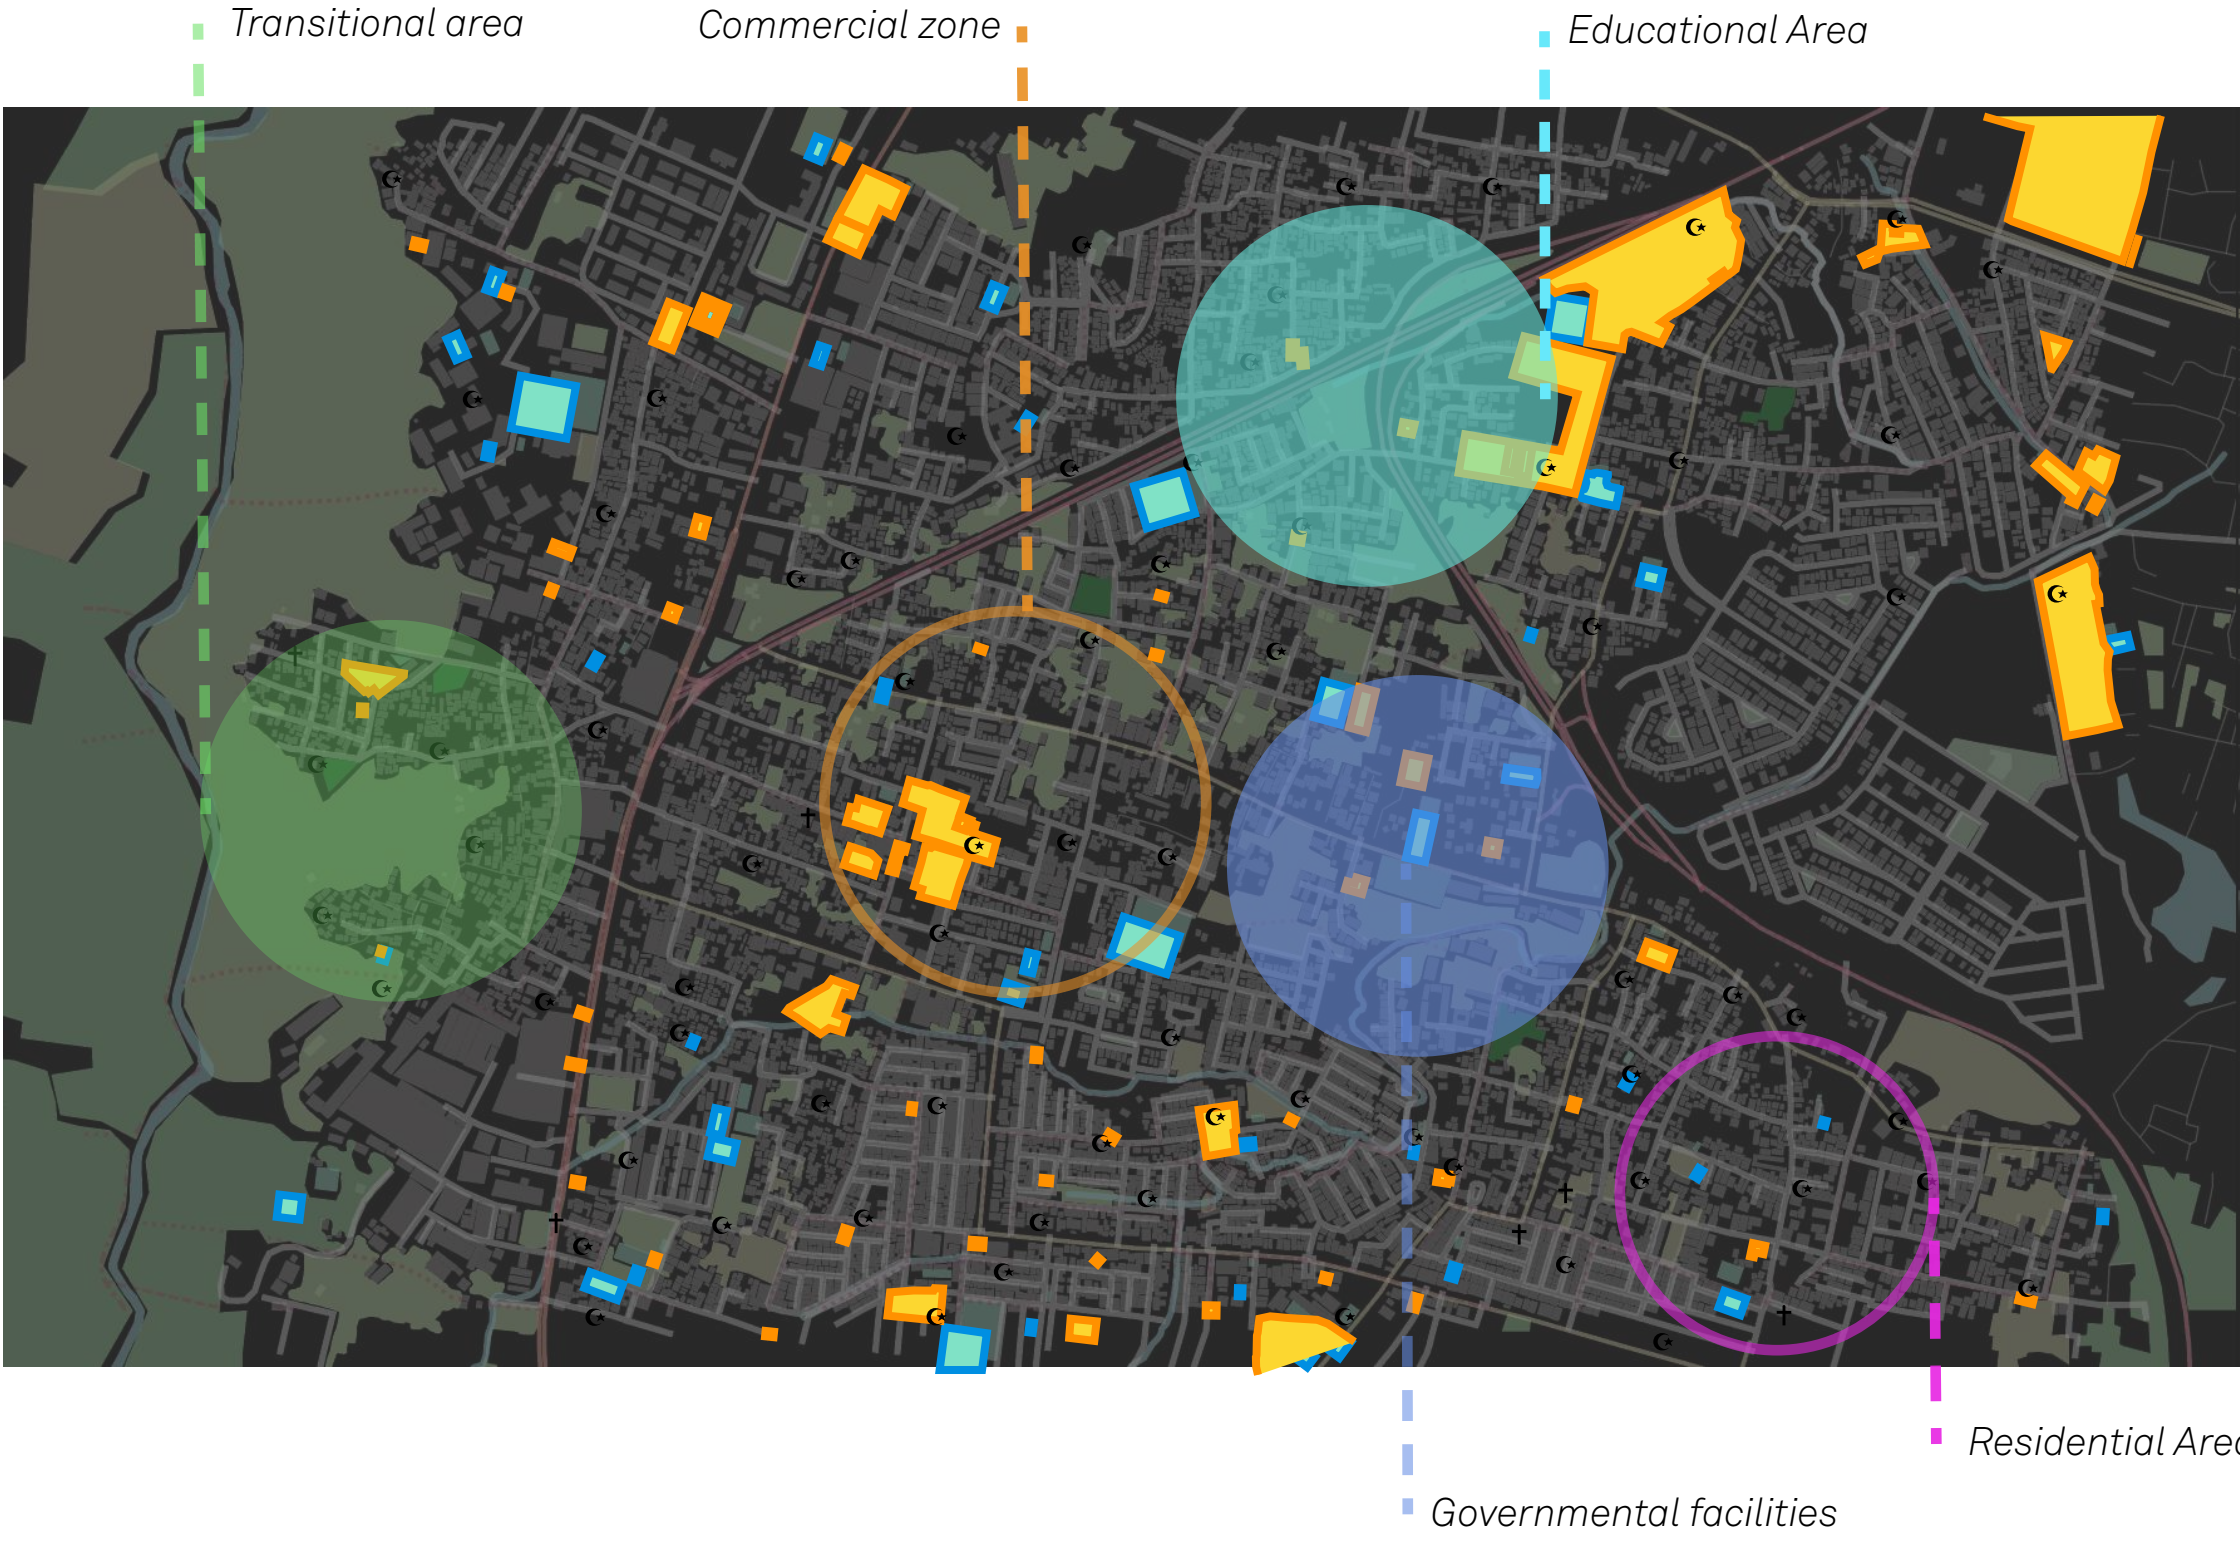 Transitional area
Commercial zone
Educational Area
Residential Area
Governmental facilities